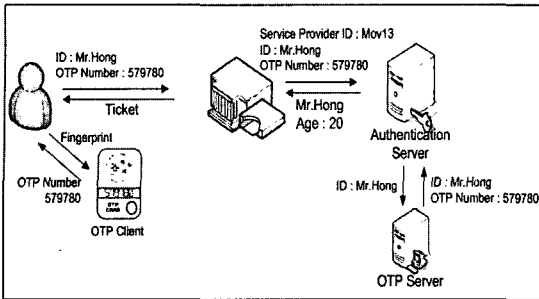 Service Provider ID : Mov13
ID : Mr.Hong
OTP Number : 579780
ID : Mr.Hong
OTP Number : 579780
Ticket
Mr.Hong
Age : 20
Authentication
Server
Fingerprint
OTP Number
579780
OTP Client
ID : Mr.Hong
ID : Mr.Hong
OTP Number : 579780
OTP Server